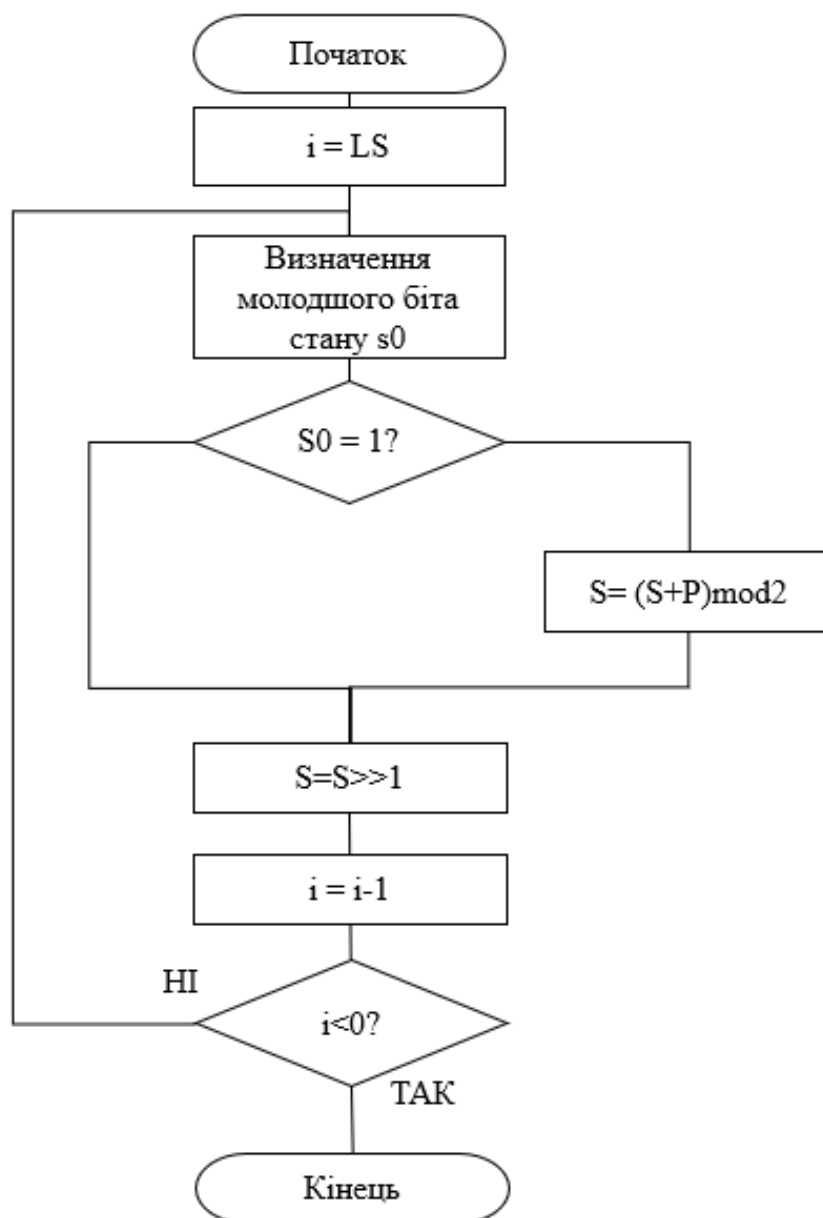 Початок
i = LS
Визначення
молодшого біта
стану s0
S0 = 1?
S= (S+P)mod2
S=S>>1
i = i-1
НІ
i<0?
ТАК
Кінець